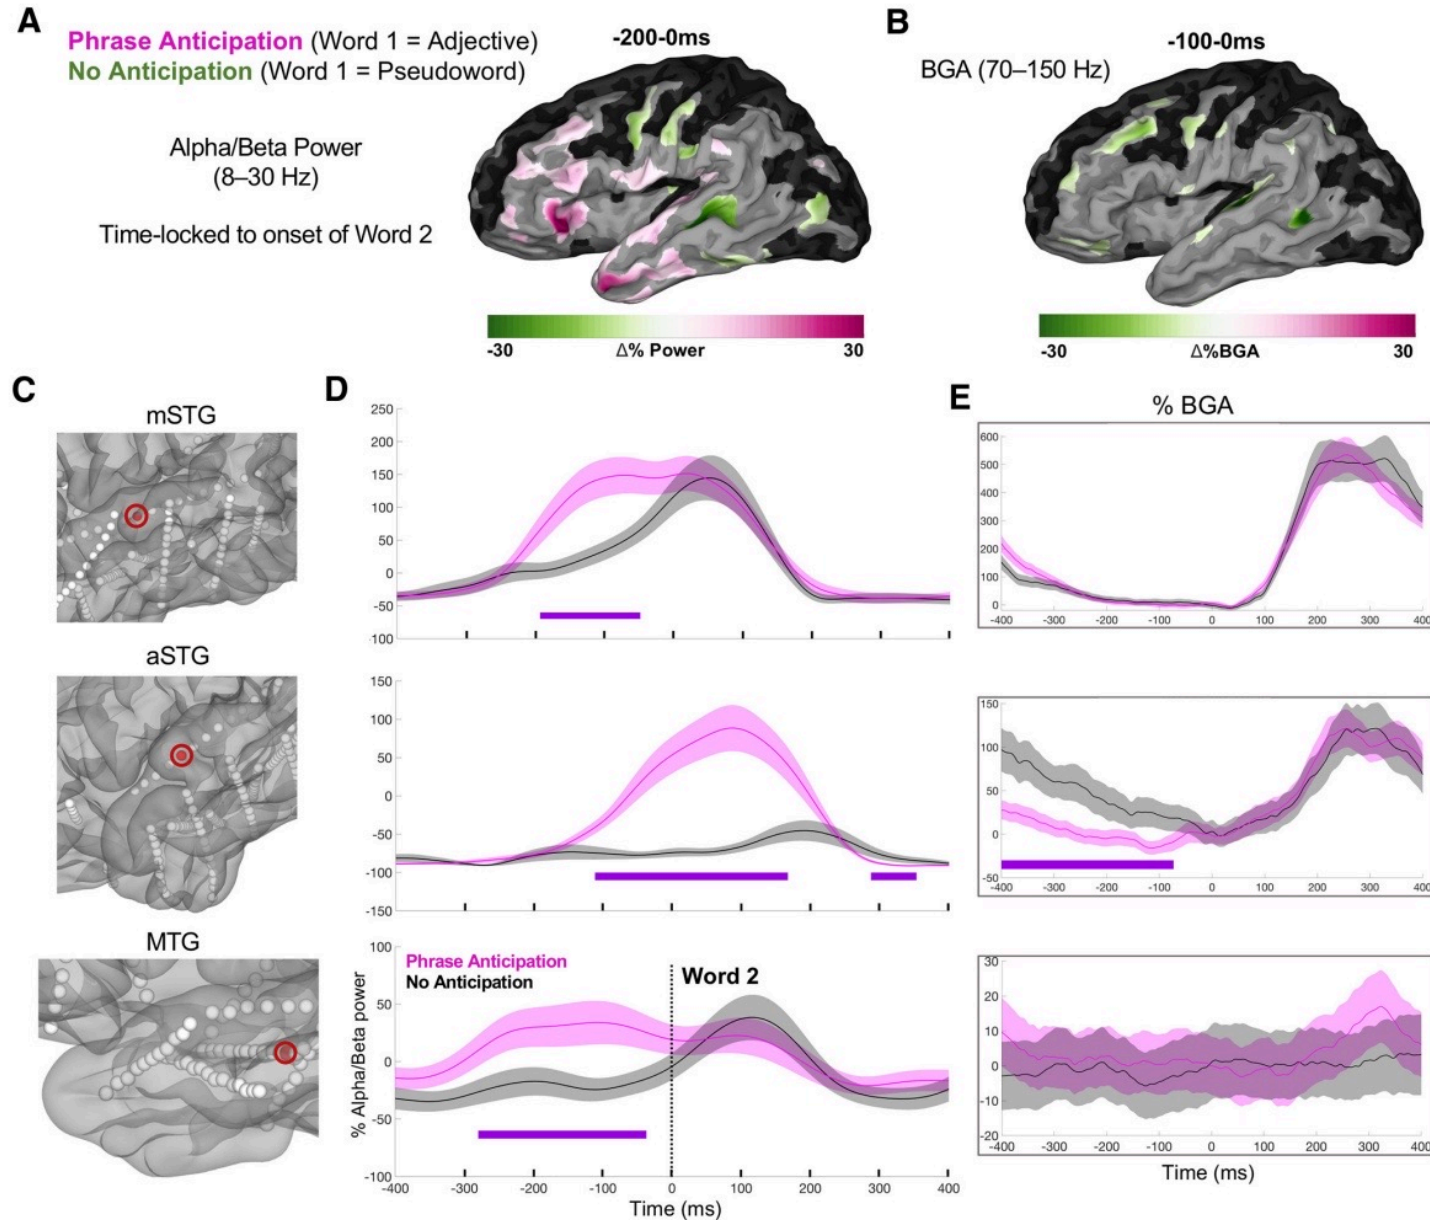 A
Phrase Anticipation (Word 1 = Adjective)
No Anticipation (Word 1 = Pseudoword)
Alpha/Beta Power
(8–30 Hz)
Time-locked to onset of Word 2
-200-0ms
-30 Δ% Power 30
B
-100-0ms
BGA (70–150 Hz)
-30 Δ%BGA 30
C
mSTG
aSTG
MTG
D
250
200
150
100
50
0
-50
100
150
100
50
0
-50
-100
-150
100
50
0
-50
-100
% Alpha/Beta power
Phrase Anticipation
No Anticipation
Word 2
-400 -300 -200 -100 0 100 200 300 400
Time (ms)
E
% BGA
600
500
400
300
200
100
0
-400 -300 -200 -100 0 100 200 300 400
150
100
50
0
-50
-400 -300 -200 -100 0 100 200 300 400
30
20
10
0
-10
-20
-400 -300 -200 -100 0 100 200 300 400
Time (ms)